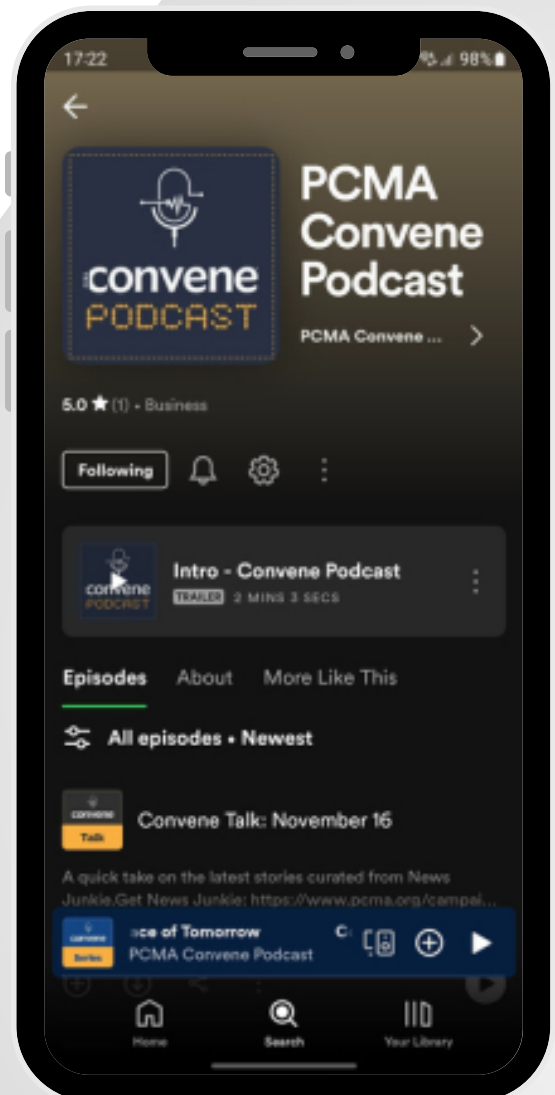 17:22
98%
convene
PODCAST
PCMA
Convene
Podcast
PCMA Convene ...
5.0 ★ (1) • Business
Following
convene
PODCAST
Intro - Convene Podcast
TRAILER 2 MINS 3 SECS
Episodes About More Like This
All episodes • Newest
convene
Talk
Convene Talk: November 16
A quick take on the latest stories curated from News
Junkie.Get News Junkie: https://www.pcma.org/campai...
convene
Series
ace of Tomorrow
C
PCMA Convene Podcast
Home Search Your Library